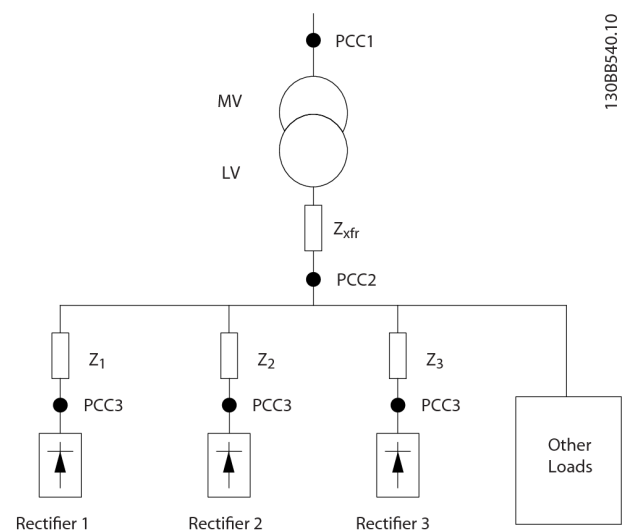 PCC1
130BB540.10
MV
LV
Zxfr
PCC2
Z1
Z2
Z3
PCC3
PCC3
PCC3
Other
Loads
Rectifier 1
Rectifier 2
Rectifier 3